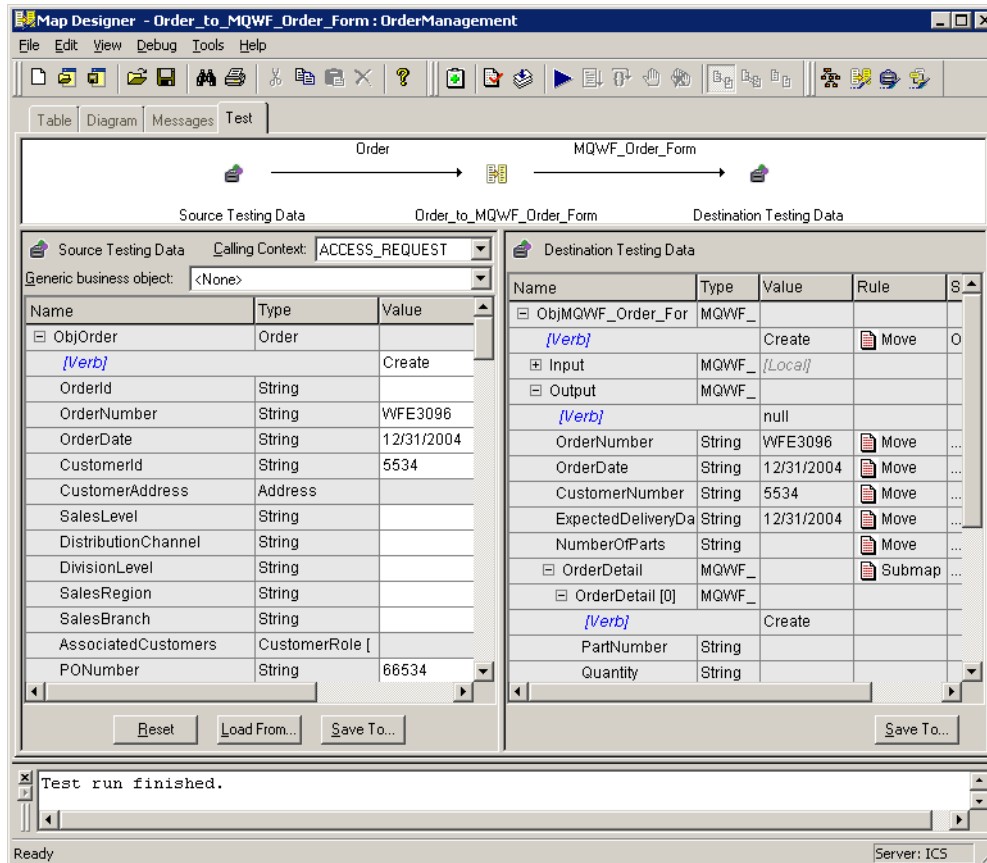 Map Designer - Order_to_MQWF_Order_Form : OrderManagement
File Edit View Debug Tools Help
Table Diagram Messages Test
Order MQWF_Order_Form
Source Testing Data Order_to_MQWF_Order_Form Destination Testing Data
Source Testing Data Calling Context: ACCESS_REQUEST
Generic business object: <None>
Name Type Value
ObjOrder Order
[Verb] Create
OrderId String
OrderNumber String WFE3096
OrderDate String 12/31/2004
CustomerId String 5534
CustomerAddress Address
SalesLevel String
DistributionChannel String
DivisionLevel String
SalesRegion String
SalesBranch String
AssociatedCustomers CustomerRole [
PONumber String 66534
Reset Load From... Save To...
Destination Testing Data
Name Type Value Rule S
ObjMQWF_Order_For MQWF_
[Verb] Create Move O
Input MQWF_ [Local]
Output MQWF_
[Verb] null
OrderNumber String WFE3096 Move ...
OrderDate String 12/31/2004 Move ...
CustomerNumber String 5534 Move ...
ExpectedDeliveryDa String 12/31/2004 Move ...
NumberOfParts String Move ...
OrderDetail MQWF_ Submap ...
OrderDetail [0] MQWF_
[Verb] Create
PartNumber String
Quantity String
Save To...
Test run finished.
Ready Server: ICS